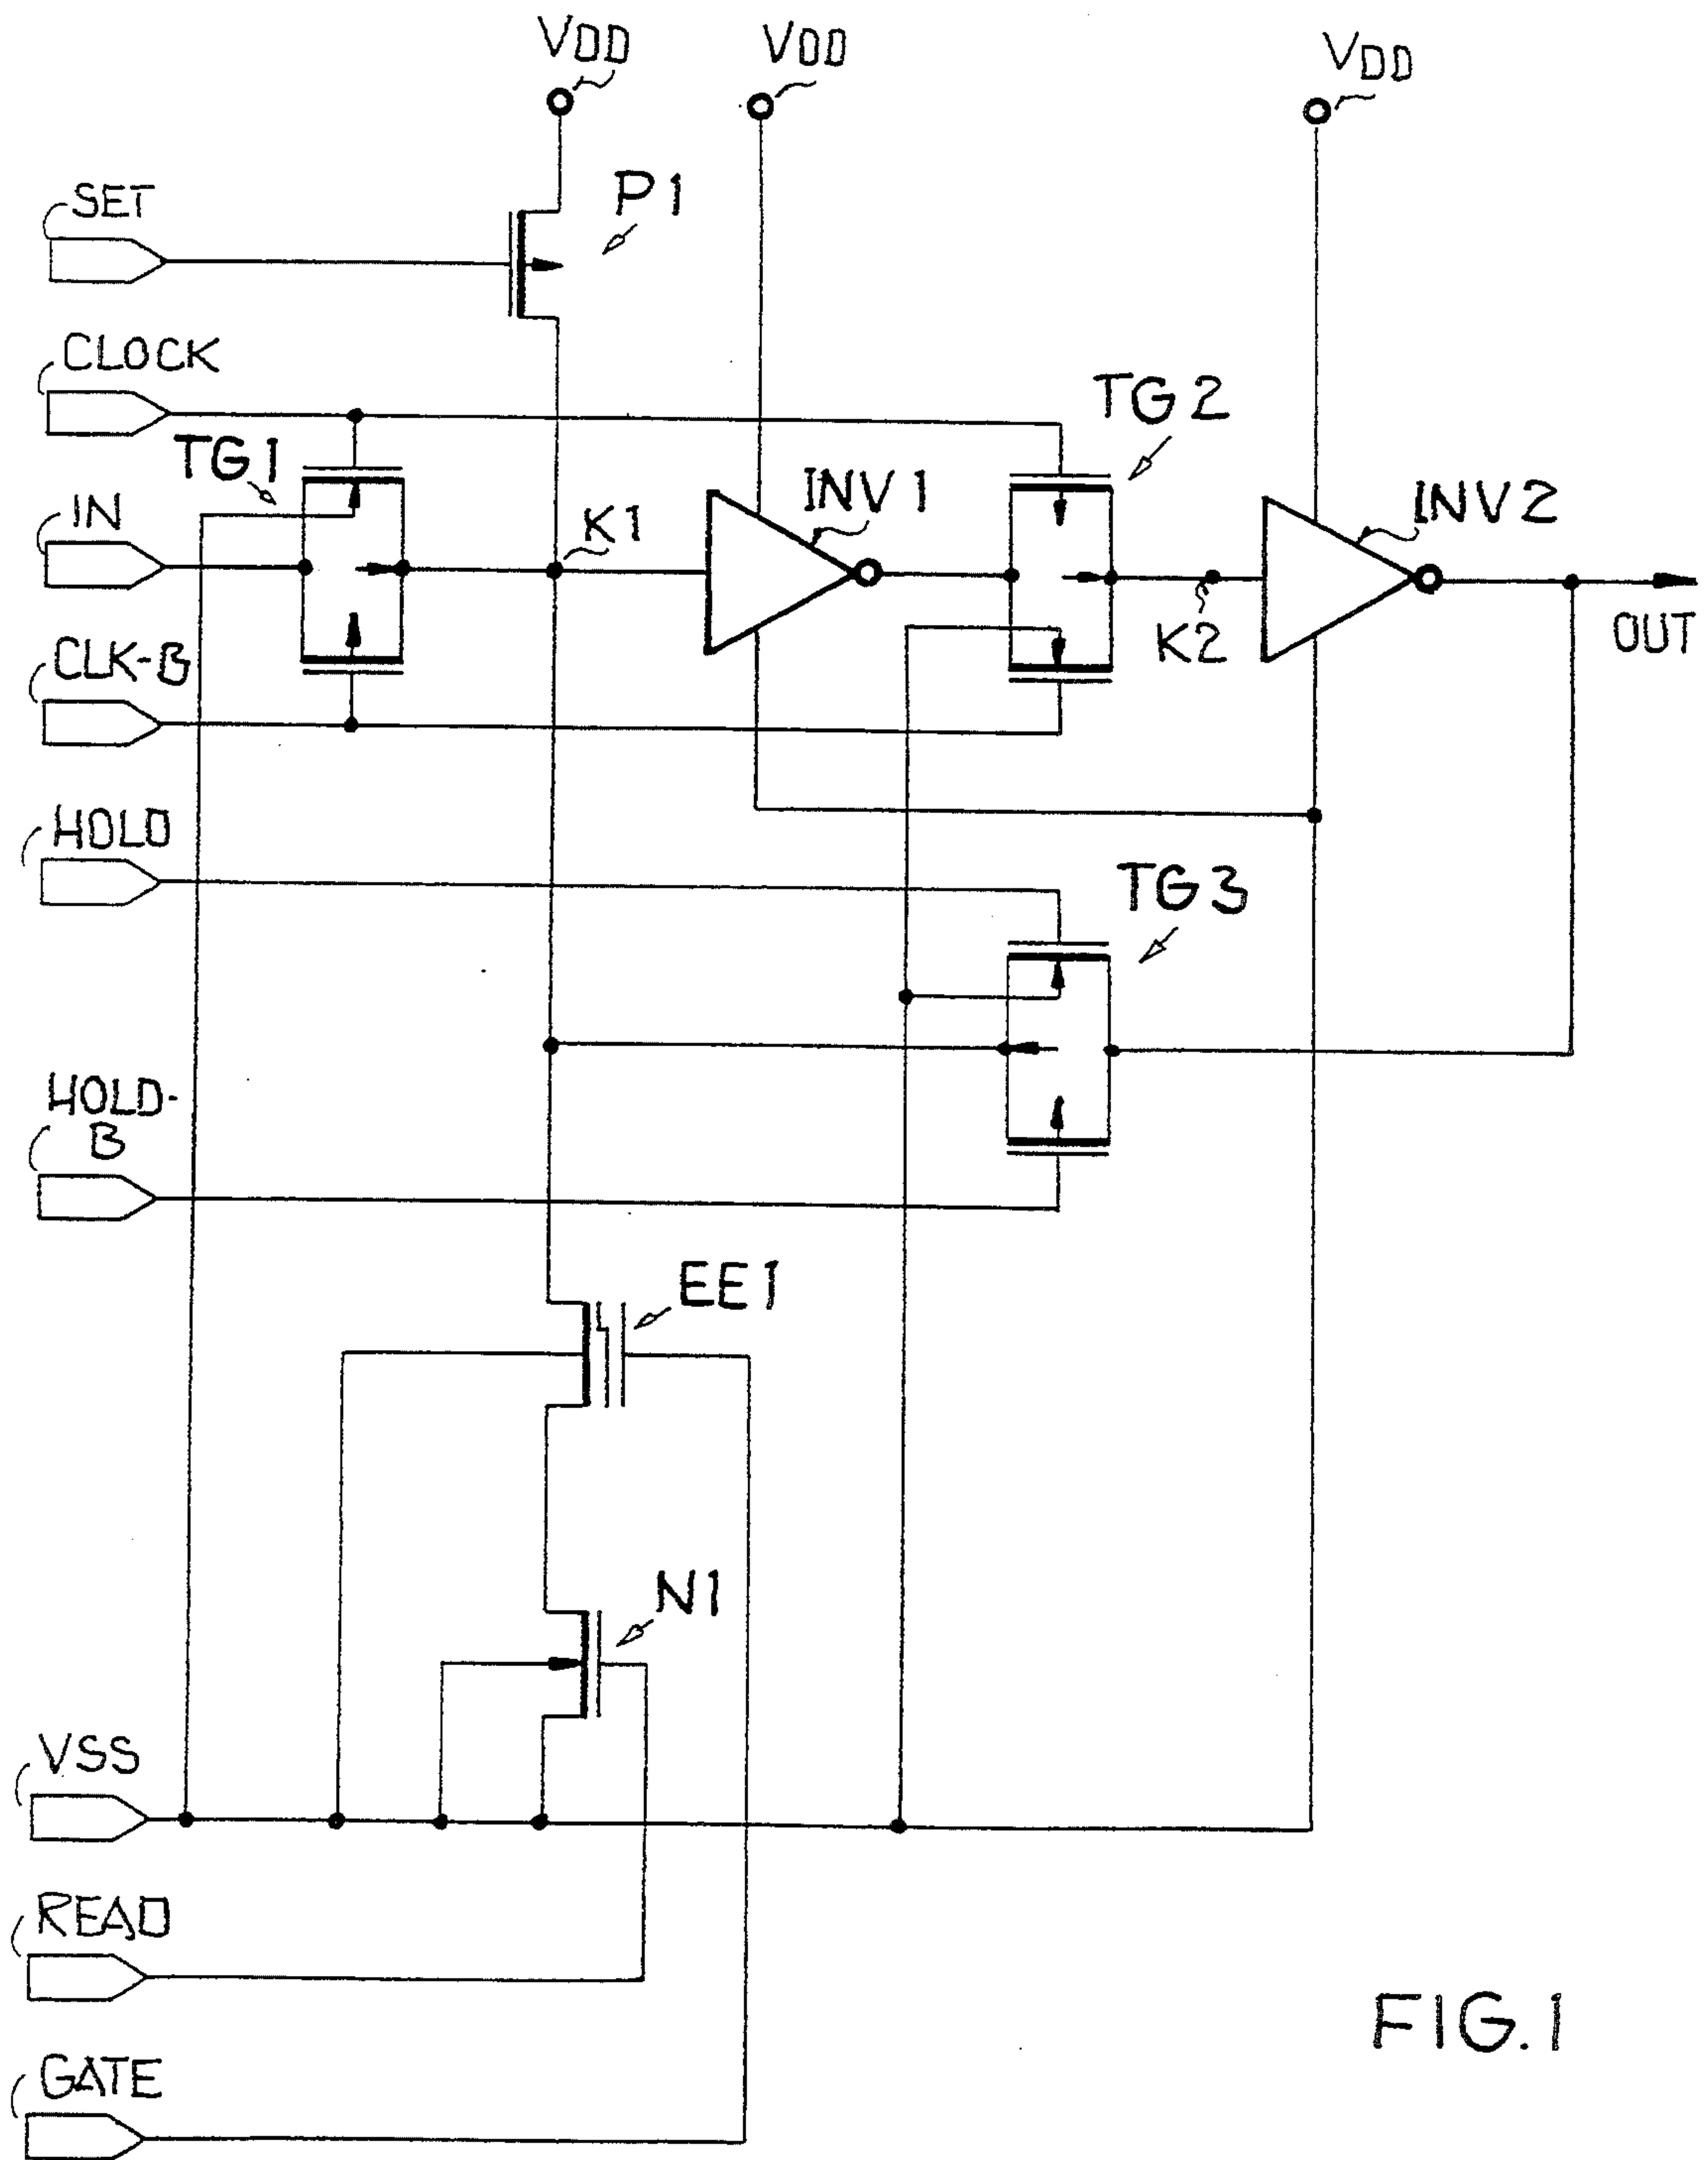 VDD
VDD
VDD
P1
SET
CLOCK
TG1
TG2
IN
K1
INV1
INV2
K2
OUT
CLK-B
HOLD
TG3
HOLD-
B
EE1
N1
VSS
READ
GATE
FIG.1